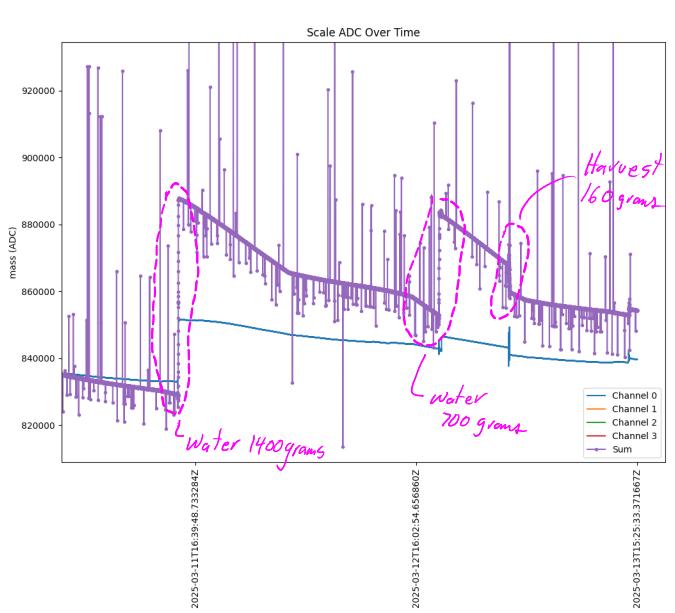 Scale ADC Over Time
mass (ADC)
920000
900000
880000
860000
840000
820000
Harvest
160 grams
water
700 grams
Water 1400grams
Channel 0
Channel 1
Channel 2
Channel 3
Sum
2025-03-11T16:39:48.733284Z
2025-03-12T16:02:54.656860Z
2025-03-13T15:25:33.371667Z